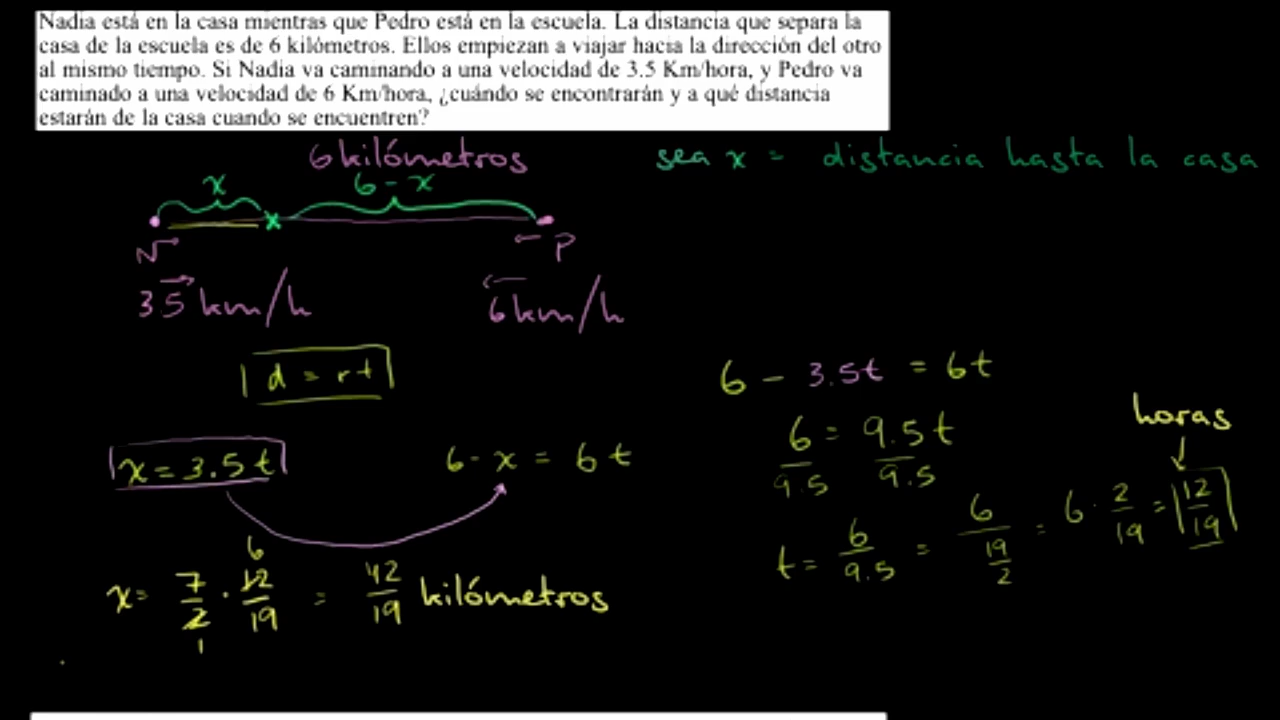 Nadia está en la casa mientras que Pedro está en la escuela. La distancia que separa la
casa de la escuela es de 6 kilómetros. Ellos empiezan a viajar hacia la dirección del otro
al mismo tiempo. Si Nadia va caminando a una velocidad de 3.5 Km/hora, y Pedro va
caminado a una velocidad de 6 Km/hora, ¿cuándo se encontrarán y a qué distancia
estarán de la casa cuando se encuentren?
6 kilómetros
sea x = distancia hasta la casa
x 6 - x
x
N P
3.5 km/h 6 km/h
d = rt
x = 3.5t
6 - x = 6t
x = 7/2 · 12/19 = 42/19 kilómetros
6
1
6 - 3.5t = 6t
6 = 9.5t
9.5 9.5
horas
t = 6/9.5 = 6/(19/2) = 6 · 2/19 = 12/19